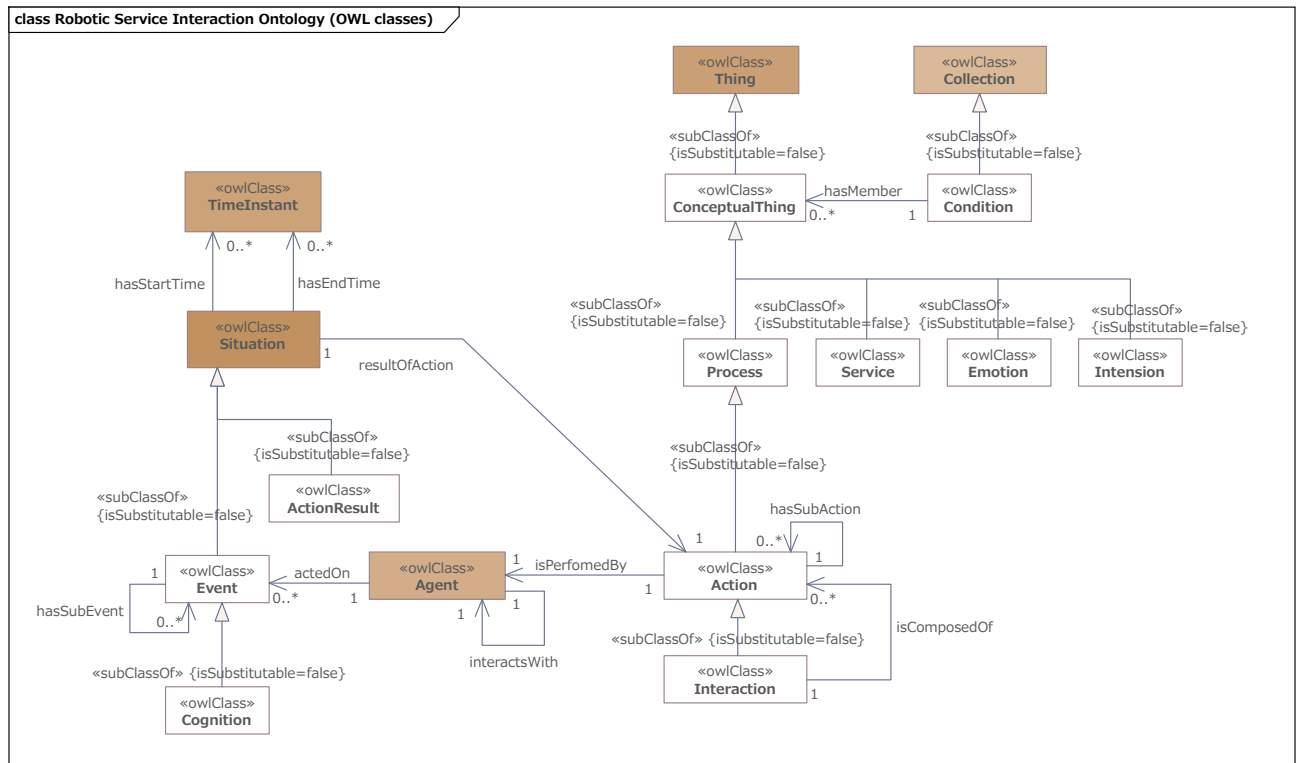 class Robotic Service Interaction Ontology (OWL classes)
«owlClass»
Thing
«owlClass»
Collection
«subClassOf»
{isSubstitutable=false}
«subClassOf»
{isSubstitutable=false}
«owlClass»
TimeInstant
«owlClass»
ConceptualThing
hasMember
0..*
1
«owlClass»
Condition
0..*
0..*
hasStartTime
hasEndTime
«subClassOf»
{isSubstitutable=false}
«subClassOf»
{isSubstitutable=false}
«subClassOf»
{isSubstitutable=false}
«subClassOf»
{isSubstitutable=false}
«owlClass»
Situation
1
resultOfAction
«owlClass»
Process
«owlClass»
Service
«owlClass»
Emotion
«owlClass»
Intension
«subClassOf»
{isSubstitutable=false}
«subClassOf»
{isSubstitutable=false}
«owlClass»
ActionResult
«subClassOf»
{isSubstitutable=false}
hasSubAction
1
0..*
1
«owlClass»
Event
1
hasSubEvent
0..*
actedOn
0..*
1
«owlClass»
Agent
1
isPerfomedBy
1
«owlClass»
Action
0..*
1
1
interactsWith
isComposedOf
«subClassOf» {isSubstitutable=false}
«owlClass»
Interaction
1
«subClassOf» {isSubstitutable=false}
«owlClass»
Cognition